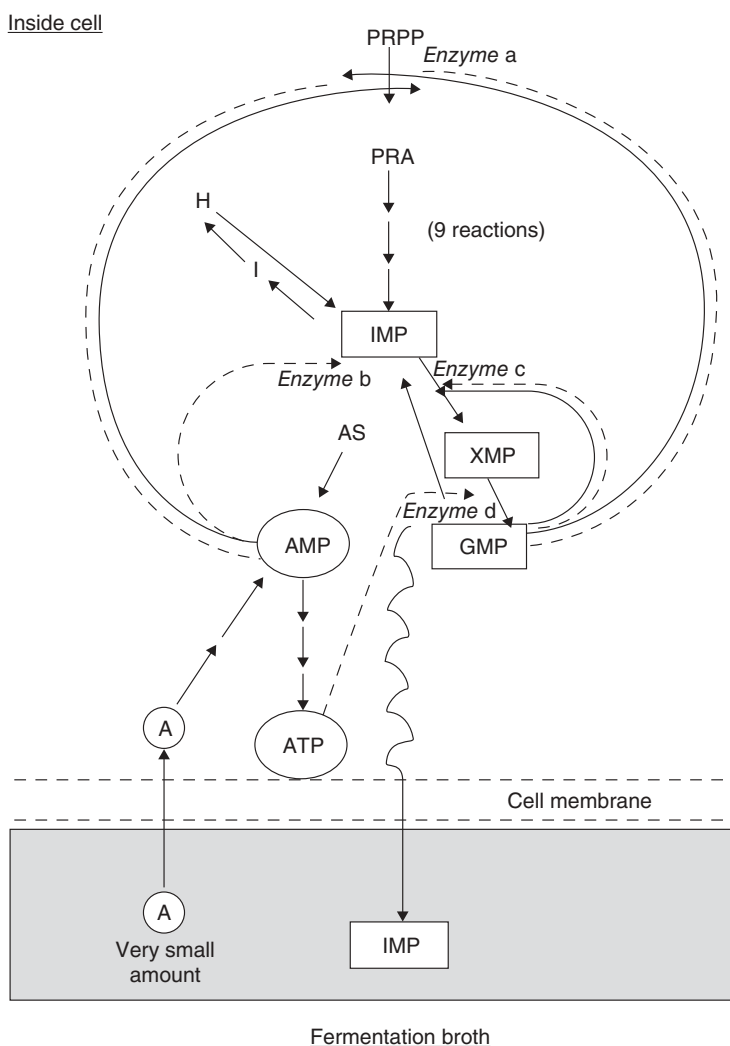 Inside cell
PRPP
Enzyme a
PRA
H
(9 reactions)
I
IMP
Enzyme b
Enzyme c
AS
XMP
Enzyme d
AMP
GMP
A
ATP
Cell membrane
A
Very small
amount
IMP
Fermentation broth